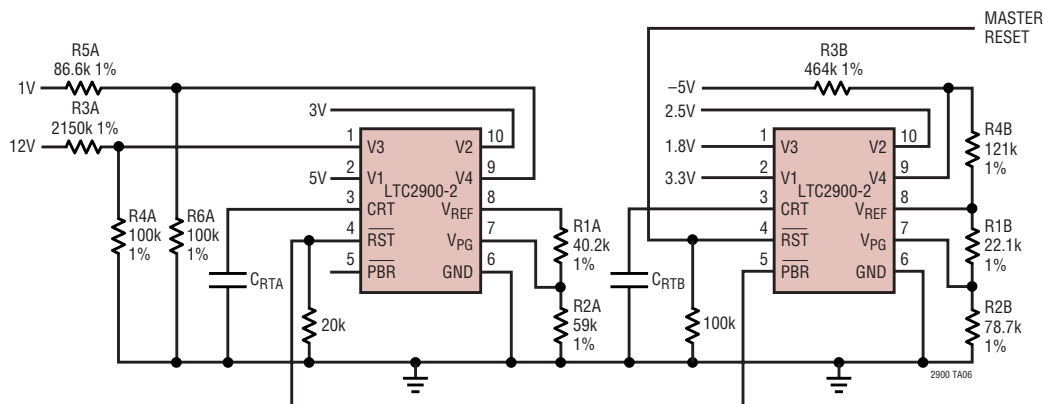 MASTER
RESET
R5A
86.6k 1%
1V
R3A
2150k 1%
12V
R4A
100k
1%
R6A
100k
1%
3V
5V
1
2
3
4
5
V3
V1
CRT
RST
PBR
LTC2900-2
V2
V4
VREF
VPG
GND
10
9
8
7
6
CRTA
20k
R1A
40.2k
1%
R2A
59k
1%
R3B
464k 1%
–5V
2.5V
1.8V
3.3V
1
2
3
4
5
V3
V1
CRT
RST
PBR
LTC2900-2
V2
V4
VREF
VPG
GND
10
9
8
7
6
CRTB
100k
R4B
121k
1%
R1B
22.1k
1%
R2B
78.7k
1%
2900 TA06